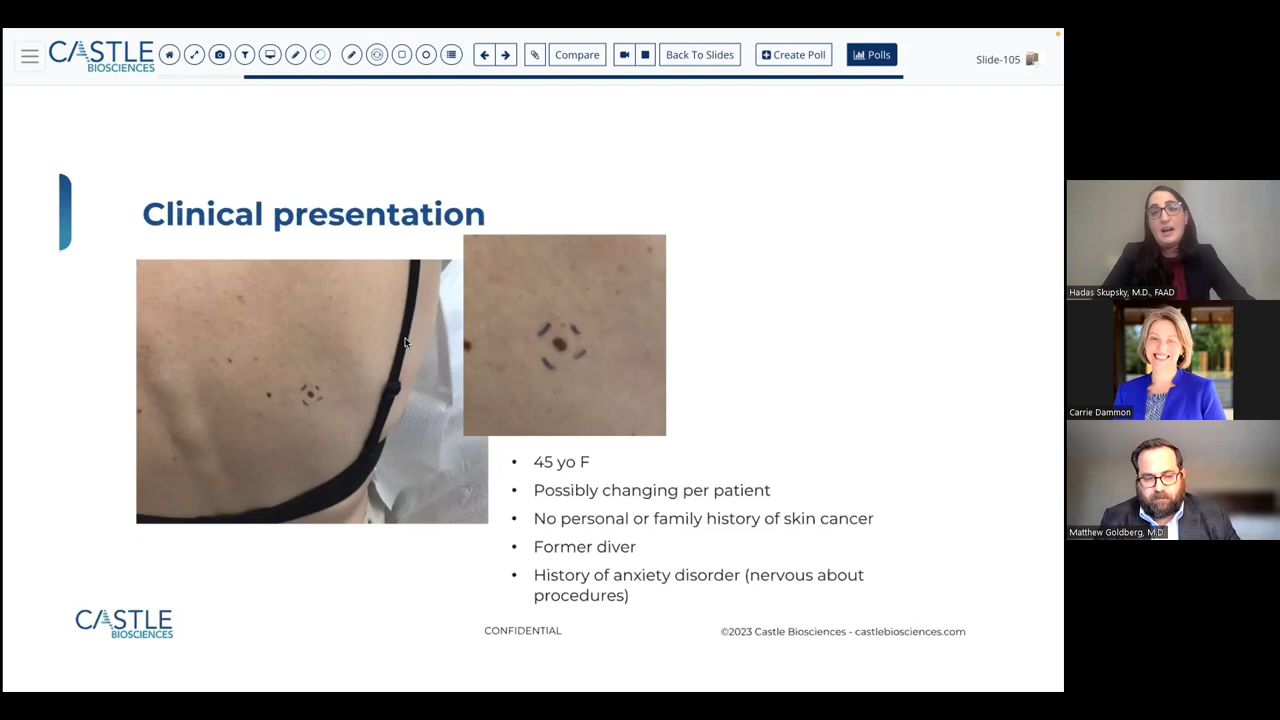 CASTLE
BIOSCIENCES
Compare
Back To Slides
Create Poll
Polls
Slide-105
Clinical presentation
• 45 yo F
• Possibly changing per patient
• No personal or family history of skin cancer
• Former diver
• History of anxiety disorder (nervous about
procedures)
CASTLE
BIOSCIENCES
CONFIDENTIAL
©2023 Castle Biosciences - castlebiosciences.com
Hadas Skupsky, M.D., FAAD
Carrie Dammon
Matthew Goldberg, M.D.